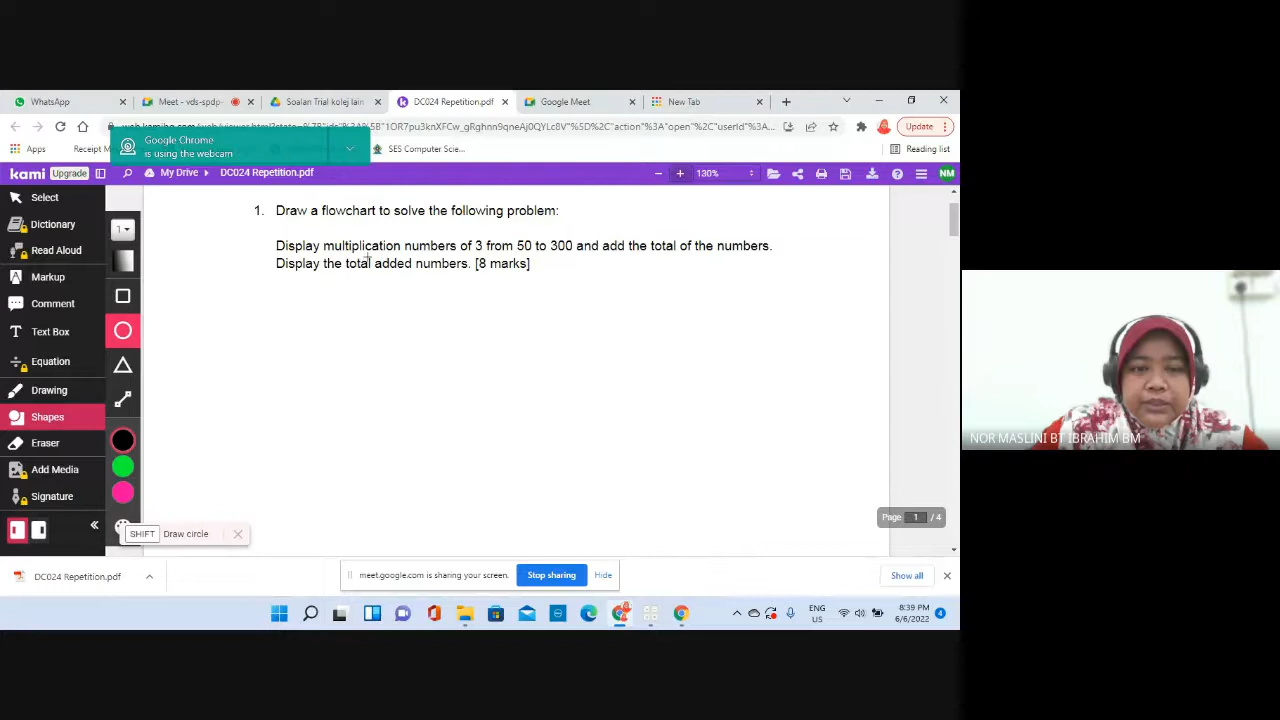 WhatsApp
Meet - vds-spdp-
Soalan Trial kolej lain
DC024 Repetition.pdf
Google Meet
New Tab
Update
Apps
Receipt M
SES Computer Scie...
Reading list
Google Chrome
is using the webcam
kami
Upgrade
My Drive
DC024 Repetition.pdf
130%
NM
Select
Dictionary
Read Aloud
Markup
Comment
Text Box
Equation
Drawing
Shapes
Eraser
Add Media
Signature
1
1. Draw a flowchart to solve the following problem:
Display multiplication numbers of 3 from 50 to 300 and add the total of the numbers.
Display the total added numbers. [8 marks]
NOR MASLINI BT IBRAHIM BM
Page 1 / 4
SHIFT Draw circle
DC024 Repetition.pdf
meet.google.com is sharing your screen.
Stop sharing
Hide
Show all
ENG
US
8:39 PM
6/6/2022
4